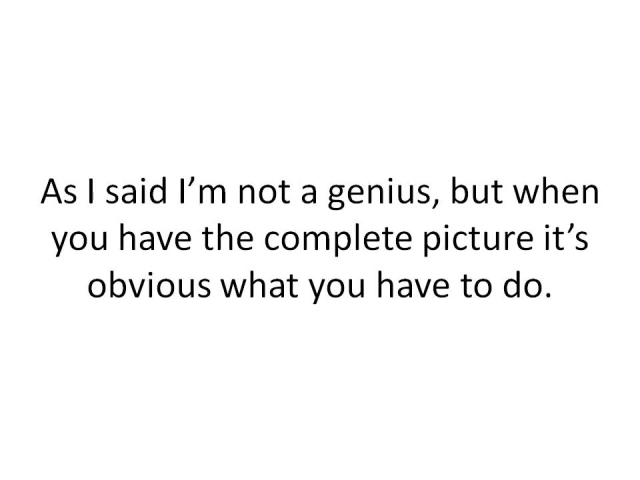 As I said I’m not a genius, but when
you have the complete picture it’s
obvious what you have to do.